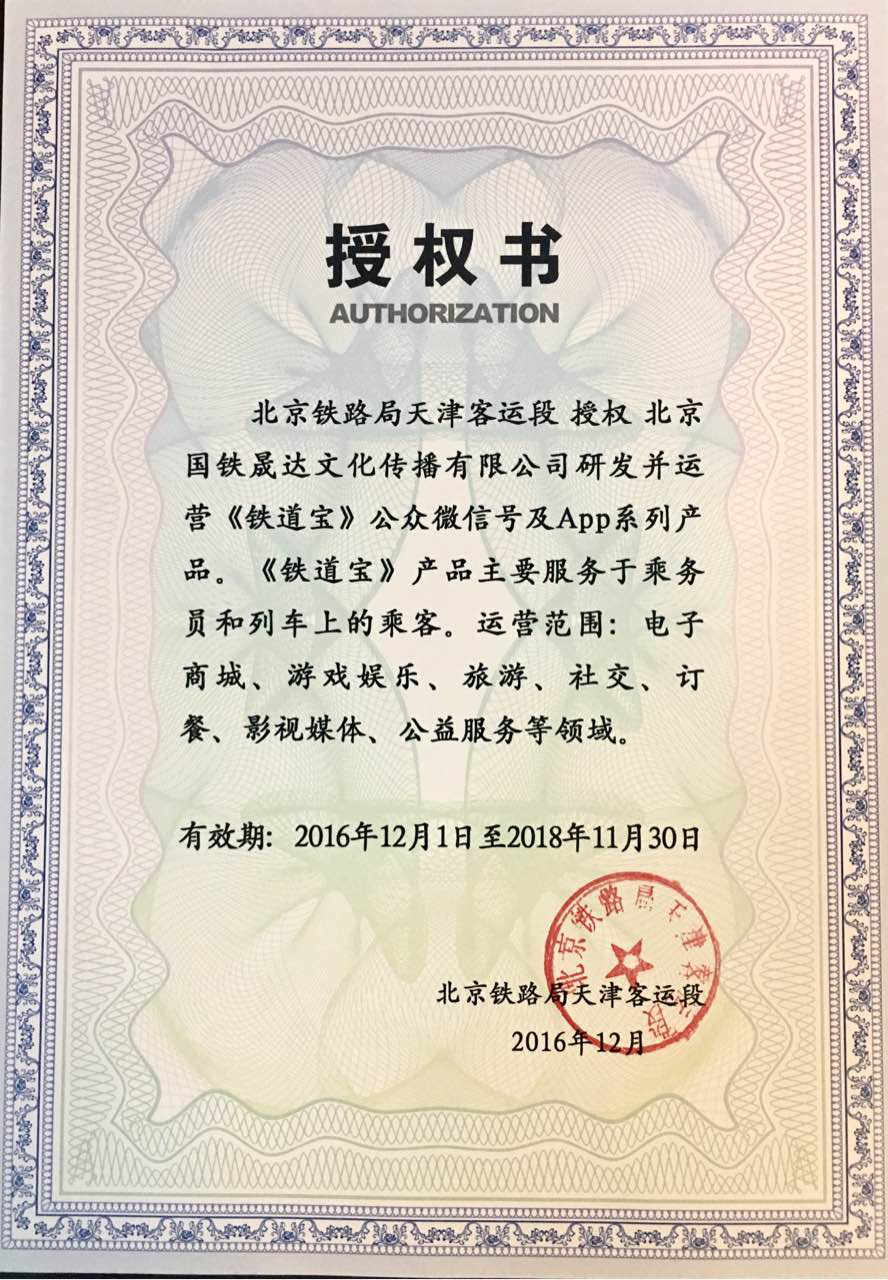 授权书
AUTHORIZATION
北京铁路局天津客运段 授权 北京
国铁晟达文化传播有限公司研发并运
营《铁道宝》公众微信号及App系列产
品。《铁道宝》产品主要服务于乘务
员和列车上的乘客。运营范围：电子
商城、游戏娱乐、旅游、社交、订
餐、影视媒体、公益服务等领域。
有效期：2016年12月1日至2018年11月30日
北京铁路局天津客运段
北京铁路局天津客运段
2016年12月